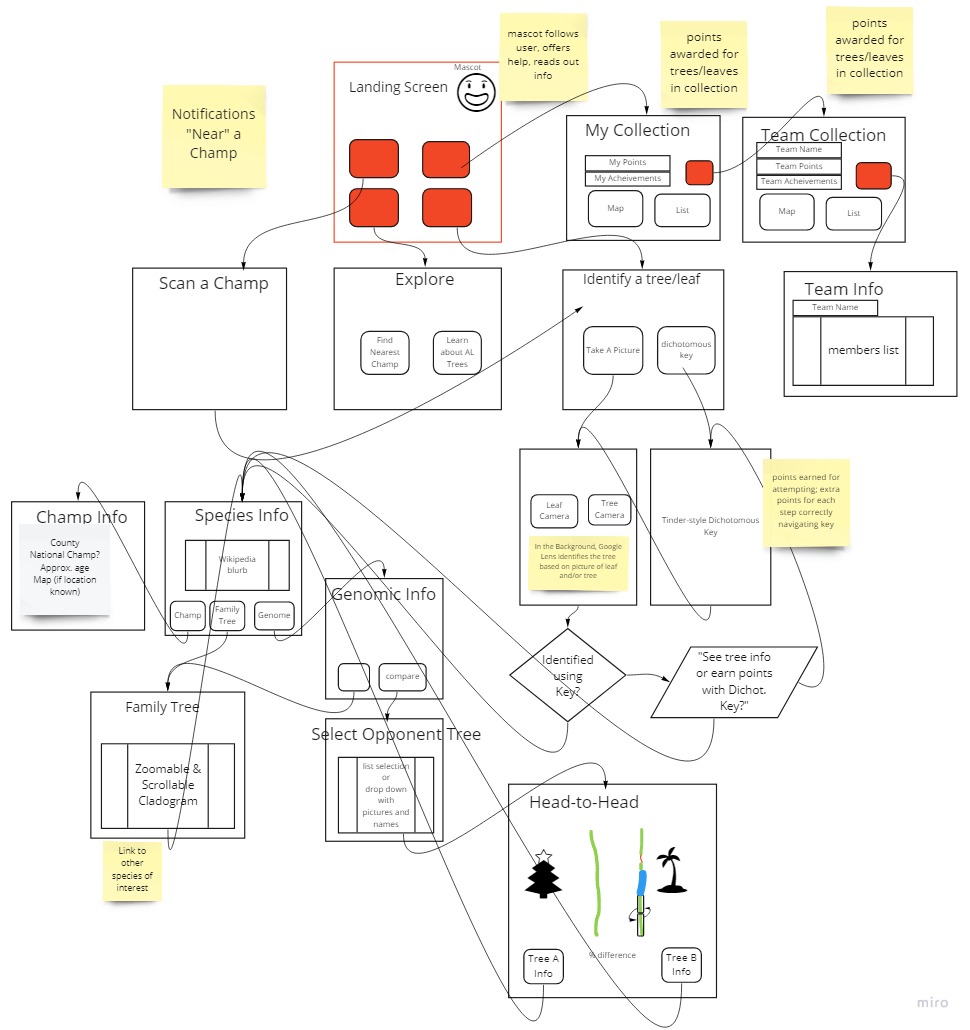 mascot follows
user, offers
help, reads out
info
points
awarded for
trees/leaves
in collection
points
awarded for
trees/leaves
in collection
Notifications
"Near" a
Champ
Mascot
Landing Screen
My Collection
My Points
My Acheivements
Map
List
Team Collection
Team Name
Team Points
Team Acheivements
Map
List
Scan a Champ
Explore
Find
Nearest
Champ
Learn
about AL
Trees
Identify a tree/leaf
Take A Picture
dichotomous
key
Team Info
Team Name
members list
Champ Info
County
National Champ?
Approx. age
Map (if location
known)
Species Info
Wikipedia
blurb
Champ
Family
Tree
Genome
Leaf
Camera
Tree
Camera
In the Background, Google
Lens identifies the tree
based on picture of leaf
and/or tree
Tinder-style Dichotomous
Key
points earned for
attempting; extra
points for each
step correctly
navigating key
Genomic Info
compare
Identified
using
Key?
"See tree info
or earn points
with Dichot.
Key?"
Family Tree
Zoomable &
Scrollable
Cladogram
Link to
other
species of
interest
Select Opponent Tree
list selection
or
drop down
with
pictures and
names
Head-to-Head
% difference
Tree A
Info
Tree B
Info
miro